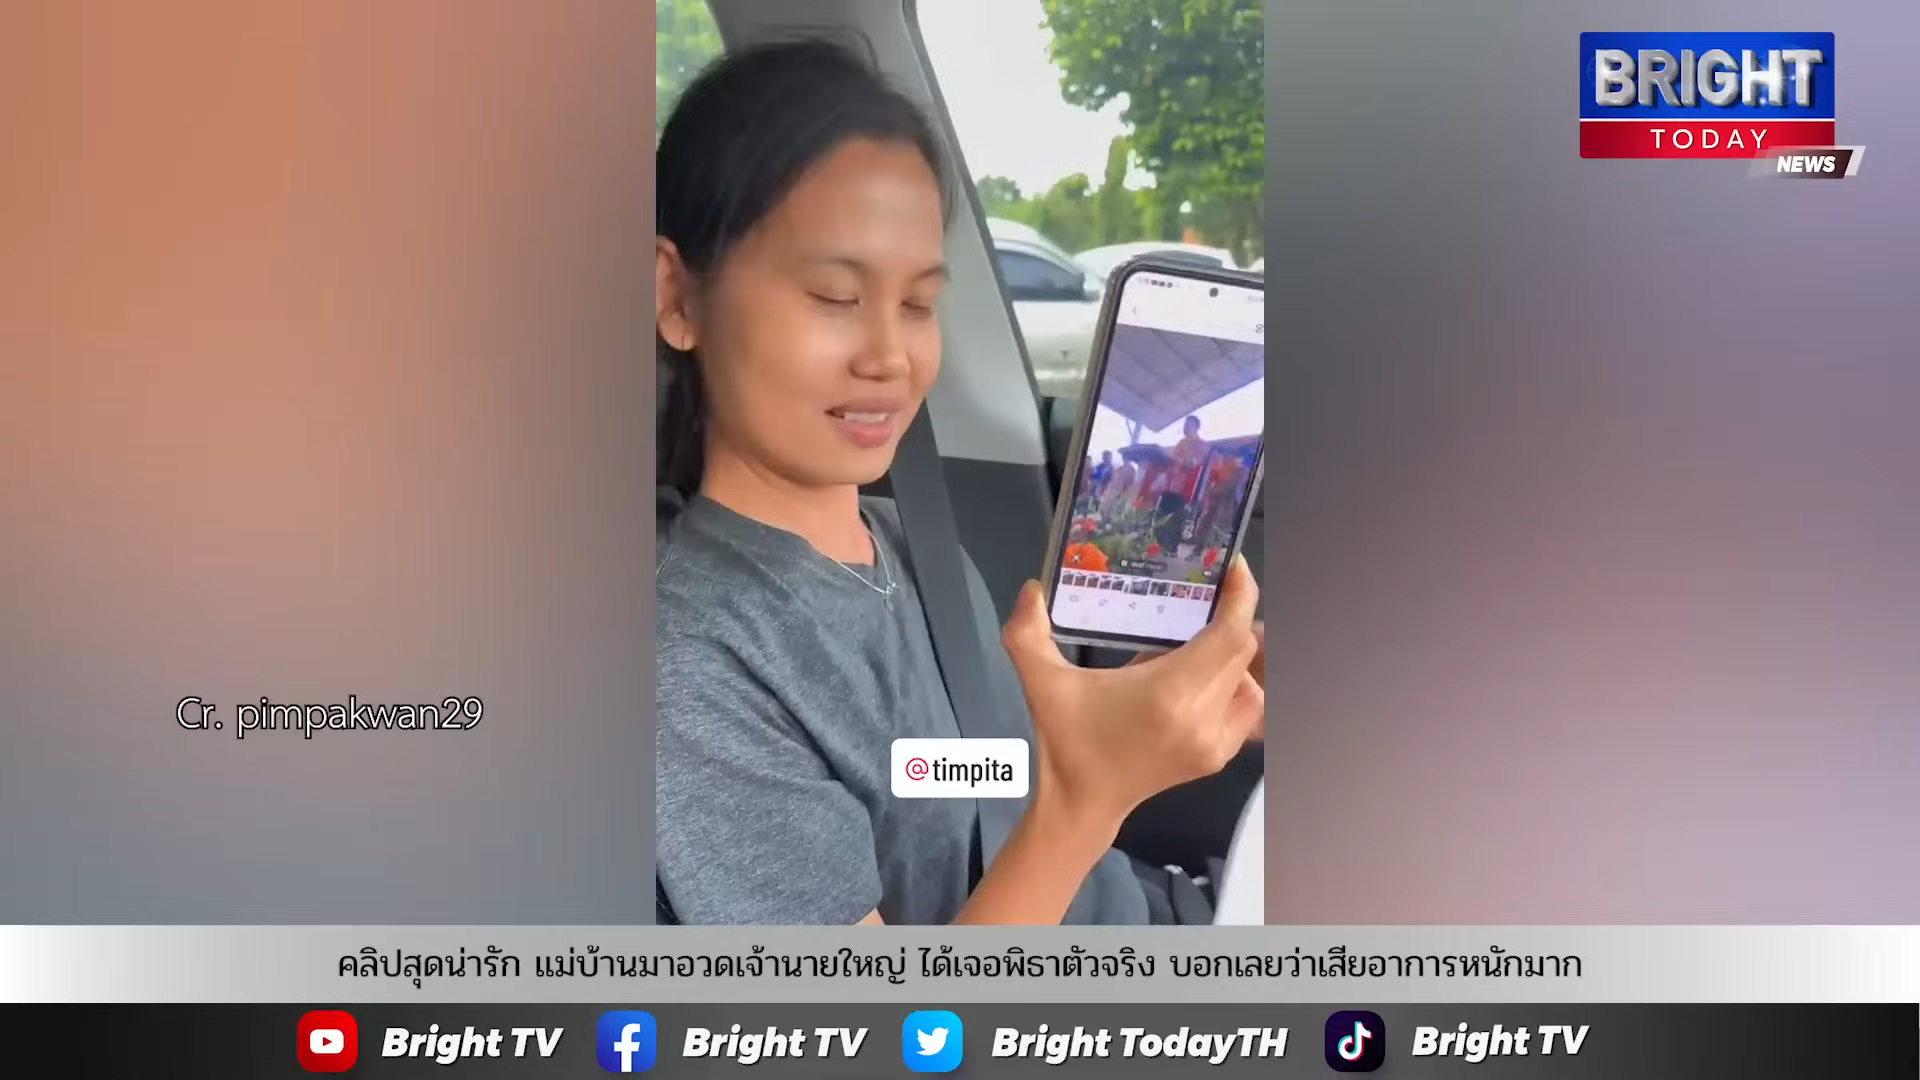 BRIGHT
TODAY
NEWS
Cr. pimpakwan29
@timpita
คลิปสุดน่ารัก แม่บ้านมาอวดเจ้านายใหญ่ ได้เจอพิธาตัวจริง บอกเลยว่าเสียอาการหนักมาก
Bright TV Bright TV Bright TodayTH Bright TV